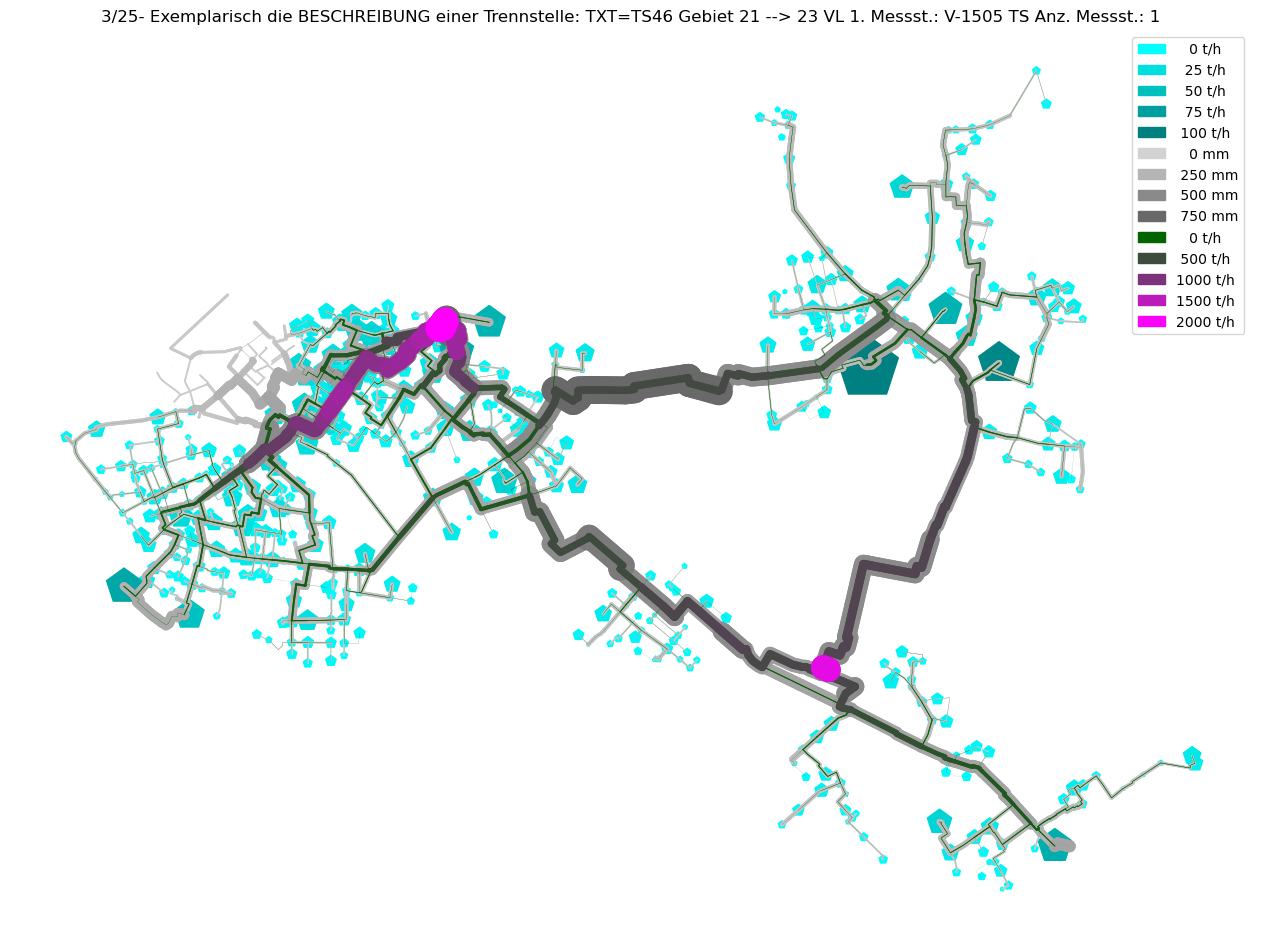 3/25- Exemplarisch die BESCHREIBUNG einer Trennstelle: TXT=TS46 Gebiet 21 --> 23 VL 1. Messst.: V-1505 TS Anz. Messst.: 1
0 t/h
25 t/h
50 t/h
75 t/h
100 t/h
0 mm
250 mm
500 mm
750 mm
0 t/h
500 t/h
1000 t/h
1500 t/h
2000 t/h